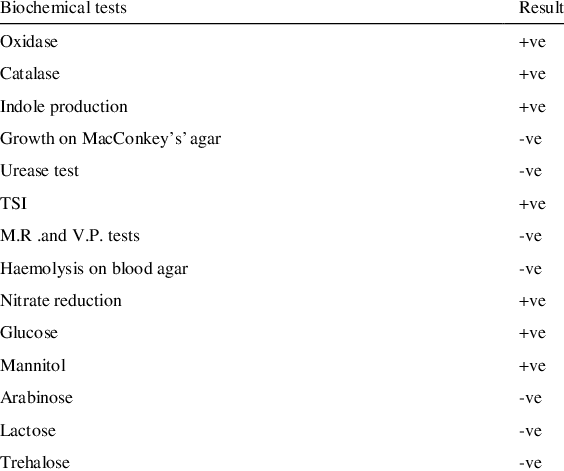 Biochemical tests Result
Oxidase +ve
Catalase +ve
Indole production +ve
Growth on MacConkey's' agar -ve
Urease test -ve
TSI +ve
M.R .and V.P. tests -ve
Haemolysis on blood agar -ve
Nitrate reduction +ve
Glucose +ve
Mannitol +ve
Arabinose -ve
Lactose -ve
Trehalose -ve